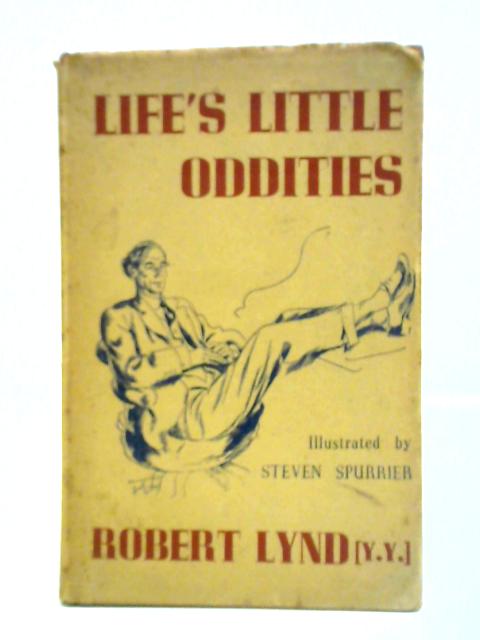 LIFE'S LITTLE
ODDITIES
Illustrated by
STEVEN SPURRIER
ROBERT LYND [Y.Y.]